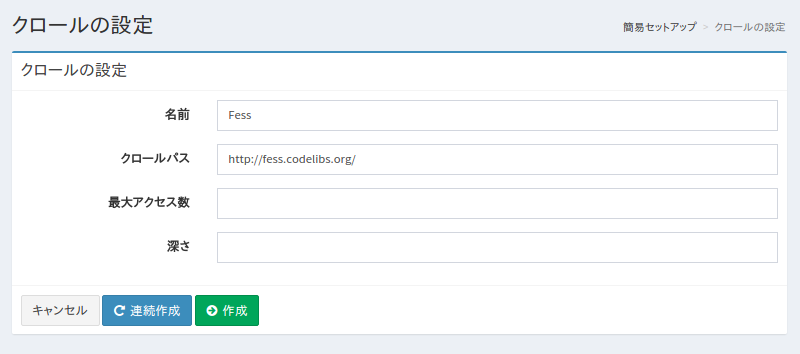 クロールの設定
簡易セットアップ > クロールの設定
クロールの設定
名前 Fess
クロールパス http://fess.codelibs.org/
最大アクセス数
深さ
キャンセル 連続作成 作成